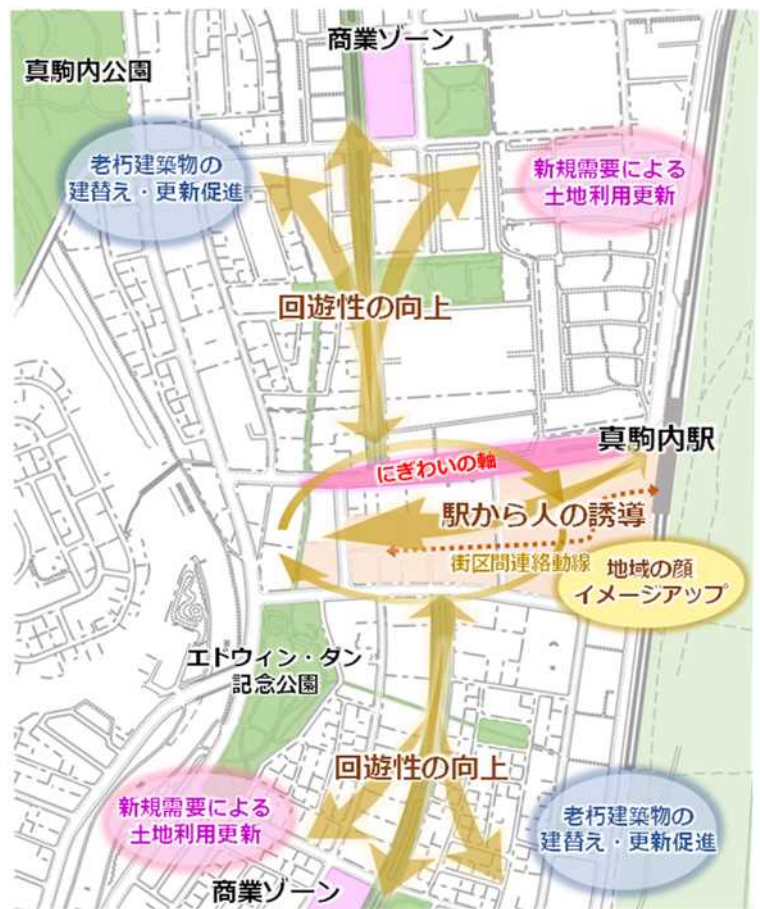 商業ゾーン
真駒内公園
老朽建築物の
建替え・更新促進
新規需要による
土地利用更新
回遊性の向上
真駒内駅
にぎわいの軸
駅から人の誘導
街区間連絡動線
地域の顔
イメージアップ
エドウィン・ダン
記念公園
回遊性の向上
新規需要による
土地利用更新
老朽建築物の
建替え・更新促進
商業ゾーン